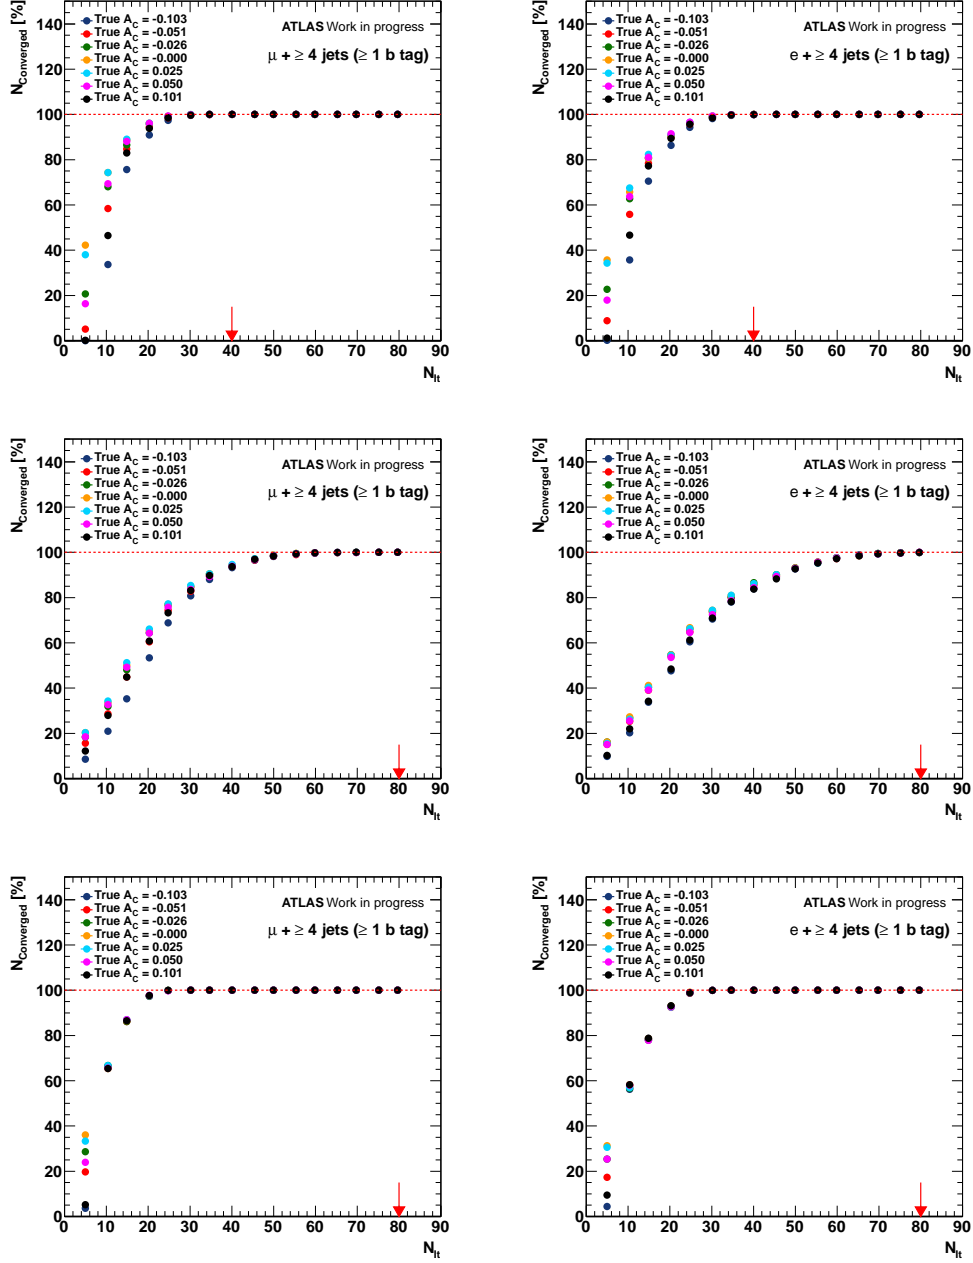 N_Converged [%]
True A_C = -0.103
True A_C = -0.051
True A_C = -0.026
True A_C = -0.000
True A_C = 0.025
True A_C = 0.050
True A_C = 0.101
ATLAS Work in progress
μ + ≥ 4 jets (≥ 1 b tag)
0 20 40 60 80 100 120 140
0 10 20 30 40 50 60 70 80 90
N_It
N_Converged [%]
True A_C = -0.103
True A_C = -0.051
True A_C = -0.026
True A_C = -0.000
True A_C = 0.025
True A_C = 0.050
True A_C = 0.101
ATLAS Work in progress
e + ≥ 4 jets (≥ 1 b tag)
0 20 40 60 80 100 120 140
0 10 20 30 40 50 60 70 80 90
N_It
N_Converged [%]
True A_C = -0.103
True A_C = -0.051
True A_C = -0.026
True A_C = -0.000
True A_C = 0.025
True A_C = 0.050
True A_C = 0.101
ATLAS Work in progress
μ + ≥ 4 jets (≥ 1 b tag)
0 20 40 60 80 100 120 140
0 10 20 30 40 50 60 70 80 90
N_It
N_Converged [%]
True A_C = -0.103
True A_C = -0.051
True A_C = -0.026
True A_C = -0.000
True A_C = 0.025
True A_C = 0.050
True A_C = 0.101
ATLAS Work in progress
e + ≥ 4 jets (≥ 1 b tag)
0 20 40 60 80 100 120 140
0 10 20 30 40 50 60 70 80 90
N_It
N_Converged [%]
True A_C = -0.103
True A_C = -0.051
True A_C = -0.026
True A_C = -0.000
True A_C = 0.025
True A_C = 0.050
True A_C = 0.101
ATLAS Work in progress
μ + ≥ 4 jets (≥ 1 b tag)
0 20 40 60 80 100 120 140
0 10 20 30 40 50 60 70 80 90
N_It
N_Converged [%]
True A_C = -0.103
True A_C = -0.051
True A_C = -0.026
True A_C = -0.000
True A_C = 0.025
True A_C = 0.050
True A_C = 0.101
ATLAS Work in progress
e + ≥ 4 jets (≥ 1 b tag)
0 20 40 60 80 100 120 140
0 10 20 30 40 50 60 70 80 90
N_It